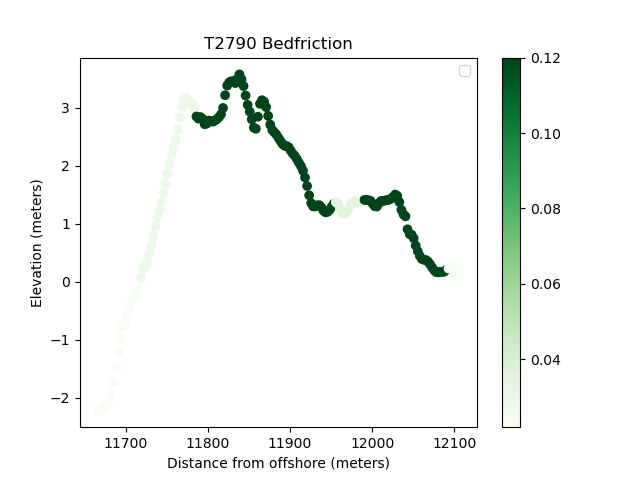 T2790 Bedfriction
Elevation (meters)
3
2
1
0
−1
−2
11700 11800 11900 12000 12100
Distance from offshore (meters)
0.12
0.10
0.08
0.06
0.04